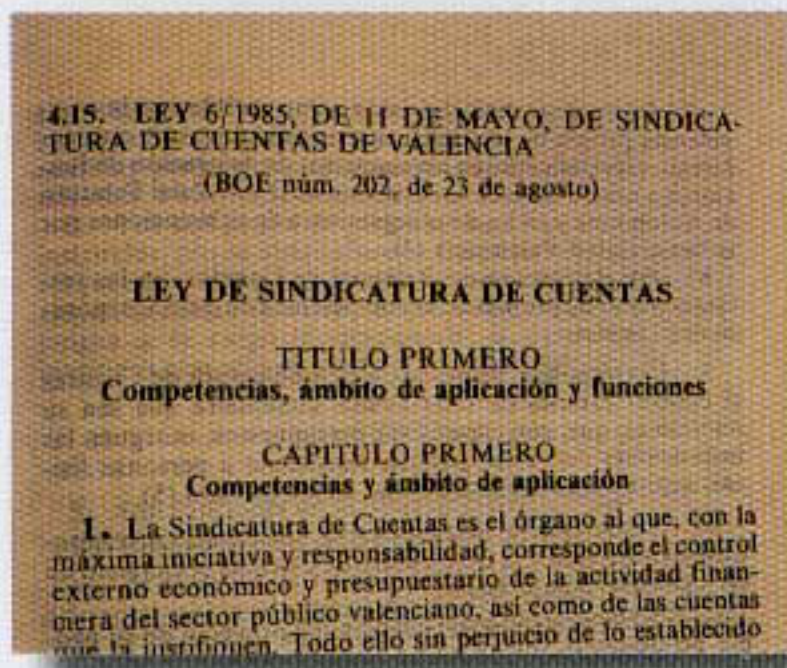 4.15. LEY 6/1985, DE 11 DE MAYO, DE SINDICA-
TURA DE CUENTAS DE VALENCIA
(BOE núm. 202, de 23 de agosto)
LEY DE SINDICATURA DE CUENTAS
TITULO PRIMERO
Competencias, ámbito de aplicación y funciones
CAPITULO PRIMERO
Competencias y ámbito de aplicación
1. La Sindicatura de Cuentas es el órgano al que, con la
máxima iniciativa y responsabilidad, corresponde el control
externo económico y presupuestario de la actividad finan-
mera del sector público valenciano, así como de las cuentas
que la justifiquen. Todo ello sin perjuicio de lo establecido